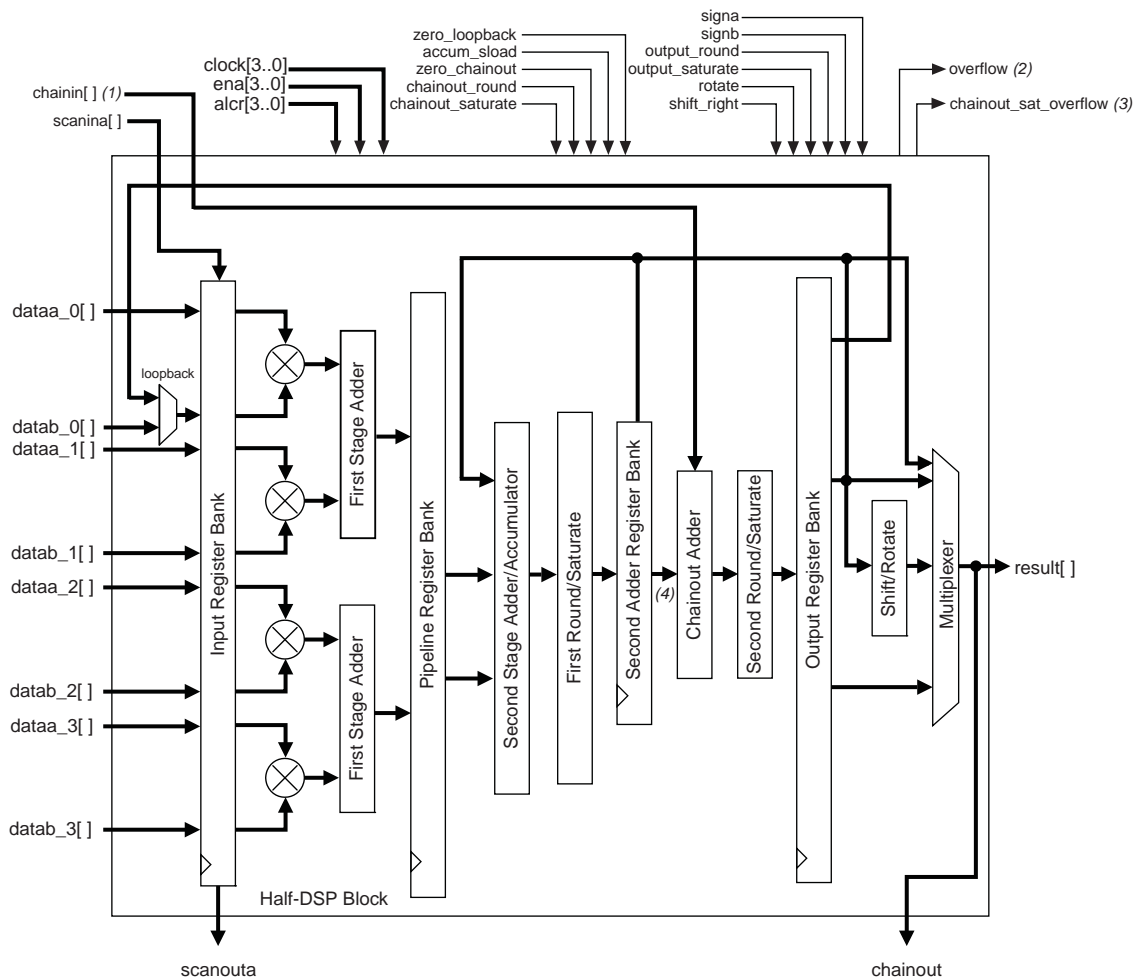 signa
signb
output_round
output_saturate
rotate
shift_right
zero_loopback
accum_sload
zero_chainout
chainout_round
chainout_saturate
clock[3..0]
ena[3..0]
alcr[3..0]
chainin[ ] (1)
scanina[ ]
overflow (2)
chainout_sat_overflow (3)
dataa_0[ ]
loopback
datab_0[ ]
dataa_1[ ]
datab_1[ ]
dataa_2[ ]
datab_2[ ]
dataa_3[ ]
datab_3[ ]
Input Register Bank
First Stage Adder
First Stage Adder
Pipeline Register Bank
Second Stage Adder/Accumulator
First Round/Saturate
Second Adder Register Bank
(4)
Chainout Adder
Second Round/Saturate
Output Register Bank
Shift/Rotate
Multiplexer
result[ ]
Half-DSP Block
scanouta
chainout